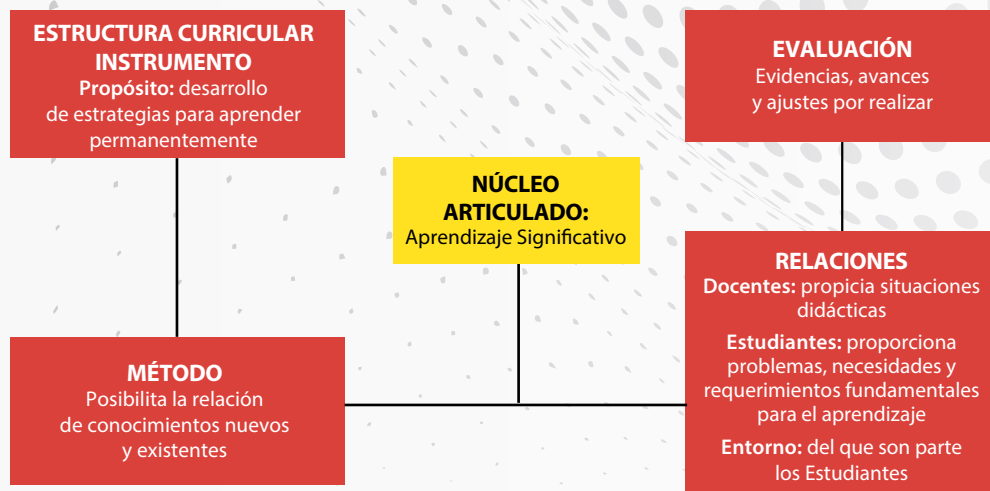 ESTRUCTURA CURRICULAR
INSTRUMENTO
Propósito: desarrollo
de estrategias para aprender
permanentemente
EVALUACIÓN
Evidencias, avances
y ajustes por realizar
NÚCLEO
ARTICULADO:
Aprendizaje Significativo
MÉTODO
Posibilita la relación
de conocimientos nuevos
y existentes
RELACIONES
Docentes: propicia situaciones
didácticas
Estudiantes: proporciona
problemas, necesidades y
requerimientos fundamentales
para el aprendizaje
Entorno: del que son parte
los Estudiantes